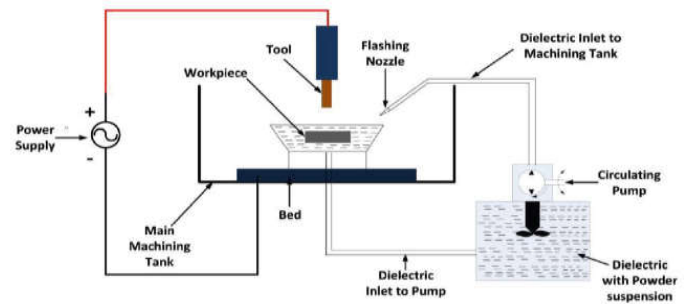 Tool
Flashing
Nozzle
Dielectric Inlet to
Machining Tank
Workpiece
+
Power
Supply
-
Circulating
Pump
Bed
Main
Machining
Tank
Dielectric
Inlet to Pump
Dielectric
with Powder
suspension